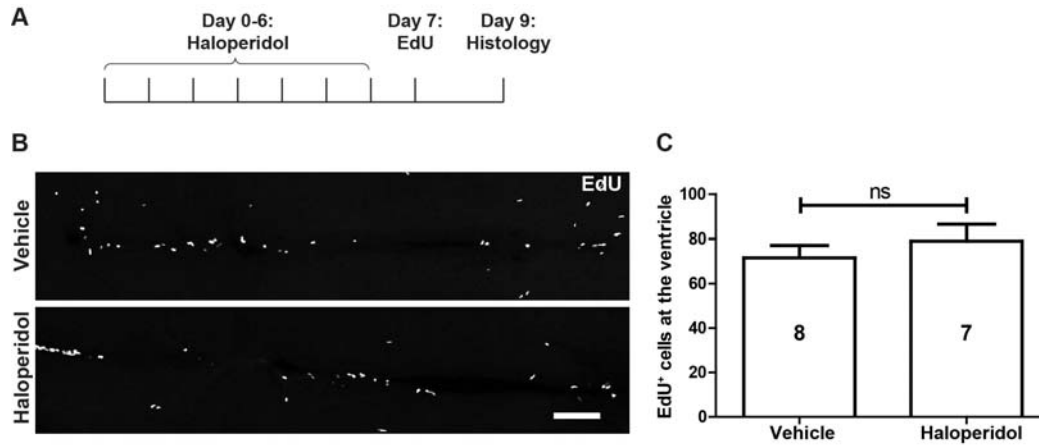 A
Day 0-6:
Haloperidol
Day 7:
EdU
Day 9:
Histology
B
Vehicle
EdU
Haloperidol
C
EdU⁺ cells at the ventricle
100
80
60
40
20
0
ns
8
7
Vehicle
Haloperidol